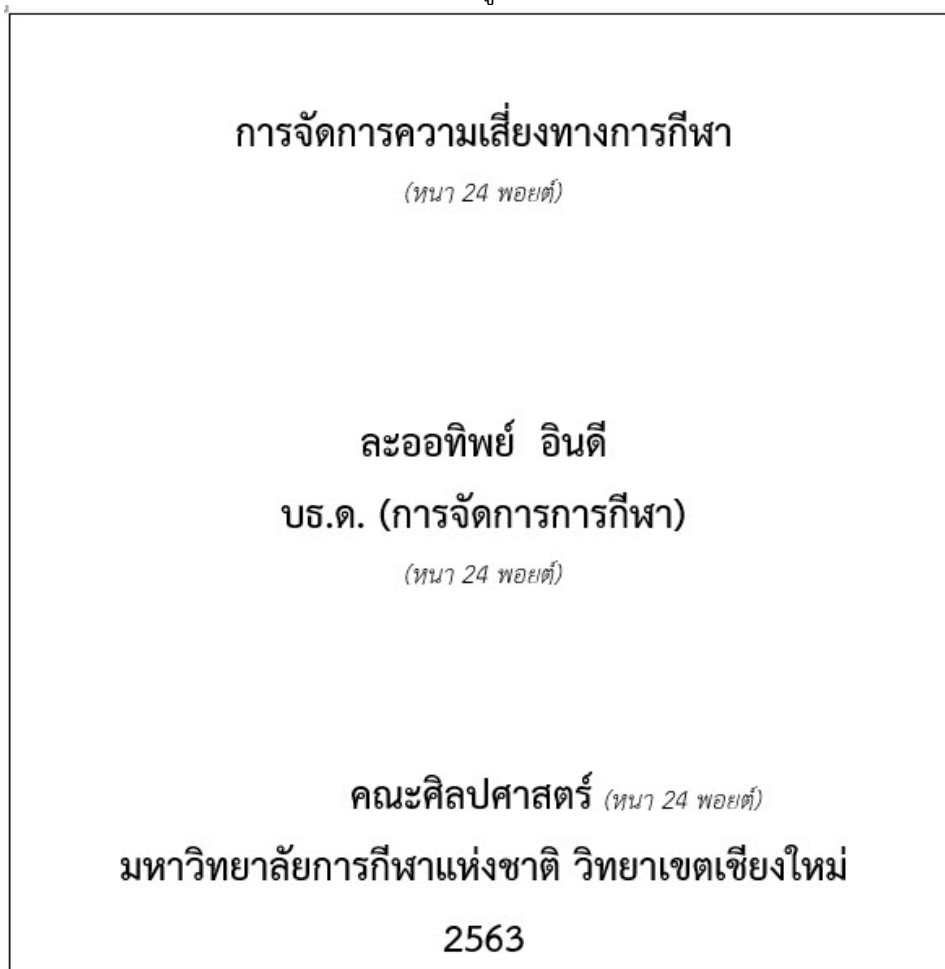 การจัดการความเสี่ยงทางการกีฬา
(หนา 24 พอยต์)
ละออทิพย์ อินดี
บธ.ด. (การจัดการการกีฬา)
(หนา 24 พอยต์)
คณะศิลปศาสตร์ (หนา 24 พอยต์)
มหาวิทยาลัยการกีฬาแห่งชาติ วิทยาเขตเชียงใหม่
2563